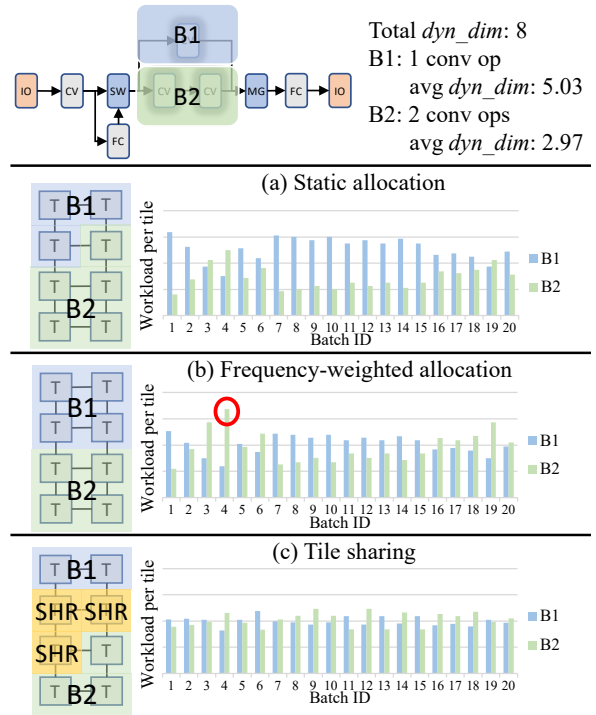 B1
B2
IO CV SW CV CV MG FC IO
FC
Total dyn_dim: 8
B1: 1 conv op
avg dyn_dim: 5.03
B2: 2 conv ops
avg dyn_dim: 2.97
(a) Static allocation
T B1 T
T T
T T
B2
T T
Workload per tile
B1
B2
1 2 3 4 5 6 7 8 9 10 11 12 13 14 15 16 17 18 19 20
Batch ID
(b) Frequency-weighted allocation
T T
B1
T T
T T
B2
T T
Workload per tile
B1
B2
1 2 3 4 5 6 7 8 9 10 11 12 13 14 15 16 17 18 19 20
Batch ID
(c) Tile sharing
T B1 T
SHR SHR
SHR T
T B2 T
Workload per tile
B1
B2
1 2 3 4 5 6 7 8 9 10 11 12 13 14 15 16 17 18 19 20
Batch ID